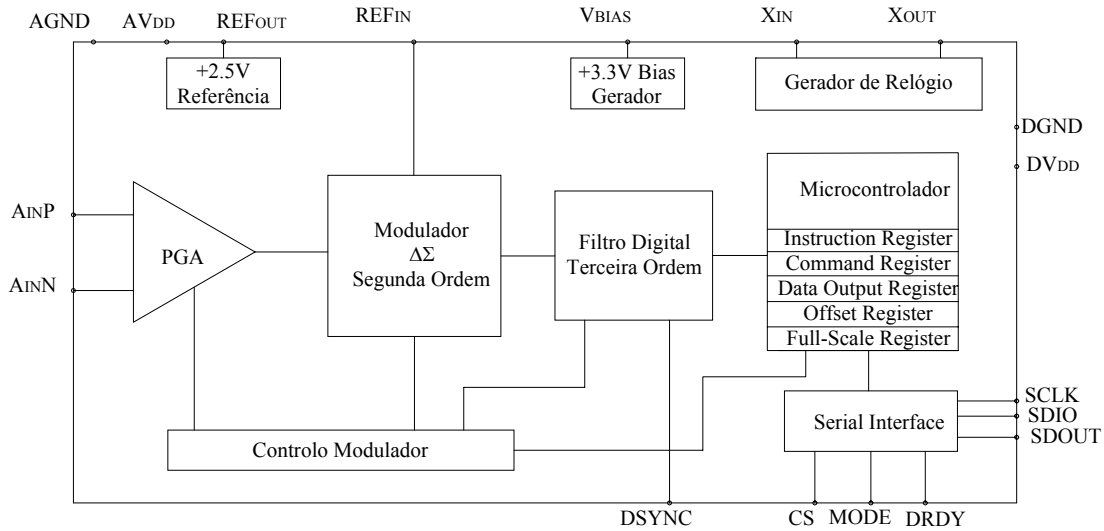 AGND AVDD REFOUT REFIN VBIAS XIN XOUT
+2.5V
Referência
+3.3V Bias
Gerador
Gerador de Relógio
DGND
DVDD
AINP
AINN
PGA
Modulador
ΔΣ
Segunda Ordem
Filtro Digital
Terceira Ordem
Microcontrolador
Instruction Register
Command Register
Data Output Register
Offset Register
Full-Scale Register
Controlo Modulador
Serial Interface
SCLK
SDIO
SDOUT
DSYNC CS MODE DRDY